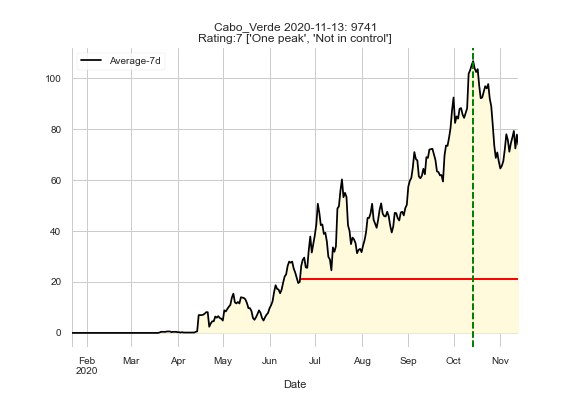 Cabo_Verde 2020-11-13: 9741
Rating:7 ['One peak', 'Not in control']
Average-7d
100
80
60
40
20
0
Feb Mar Apr May Jun Jul Aug Sep Oct Nov
2020
Date